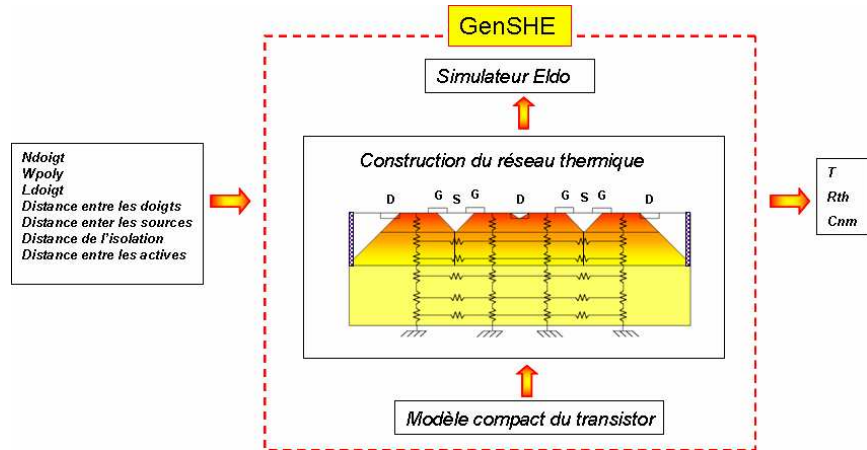 GenSHE
Simulateur Eldo
Ndoigt
Wpoly
Ldoigt
Distance entre les doigts
Distance enter les sources
Distance de l'isolation
Distance entre les actives
Construction du réseau thermique
D G S G D G S G D
T
Rth
Cnm
Modèle compact du transistor